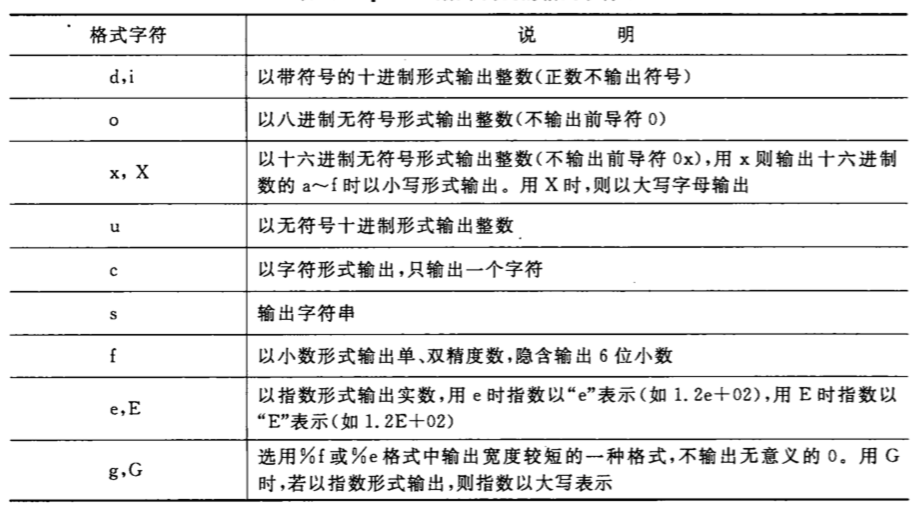 格式字符 说 明
d,i 以带符号的十进制形式输出整数(正数不输出符号)
o 以八进制无符号形式输出整数(不输出前导符 0)
x, X 以十六进制无符号形式输出整数(不输出前导符 0x),用 x 则输出十六进制
数的 a～f 时以小写形式输出。用 X 时,则以大写字母输出
u 以无符号十进制形式输出整数
c 以字符形式输出,只输出一个字符
s 输出字符串
f 以小数形式输出单、双精度数,隐含输出 6 位小数
e,E 以指数形式输出实数,用 e 时指数以“e”表示(如 1.2e+02),用 E 时指数以
“E”表示(如 1.2E+02)
g,G 选用%f 或%e 格式中输出宽度较短的一种格式,不输出无意义的 0。用 G
时,若以指数形式输出,则指数以大写表示